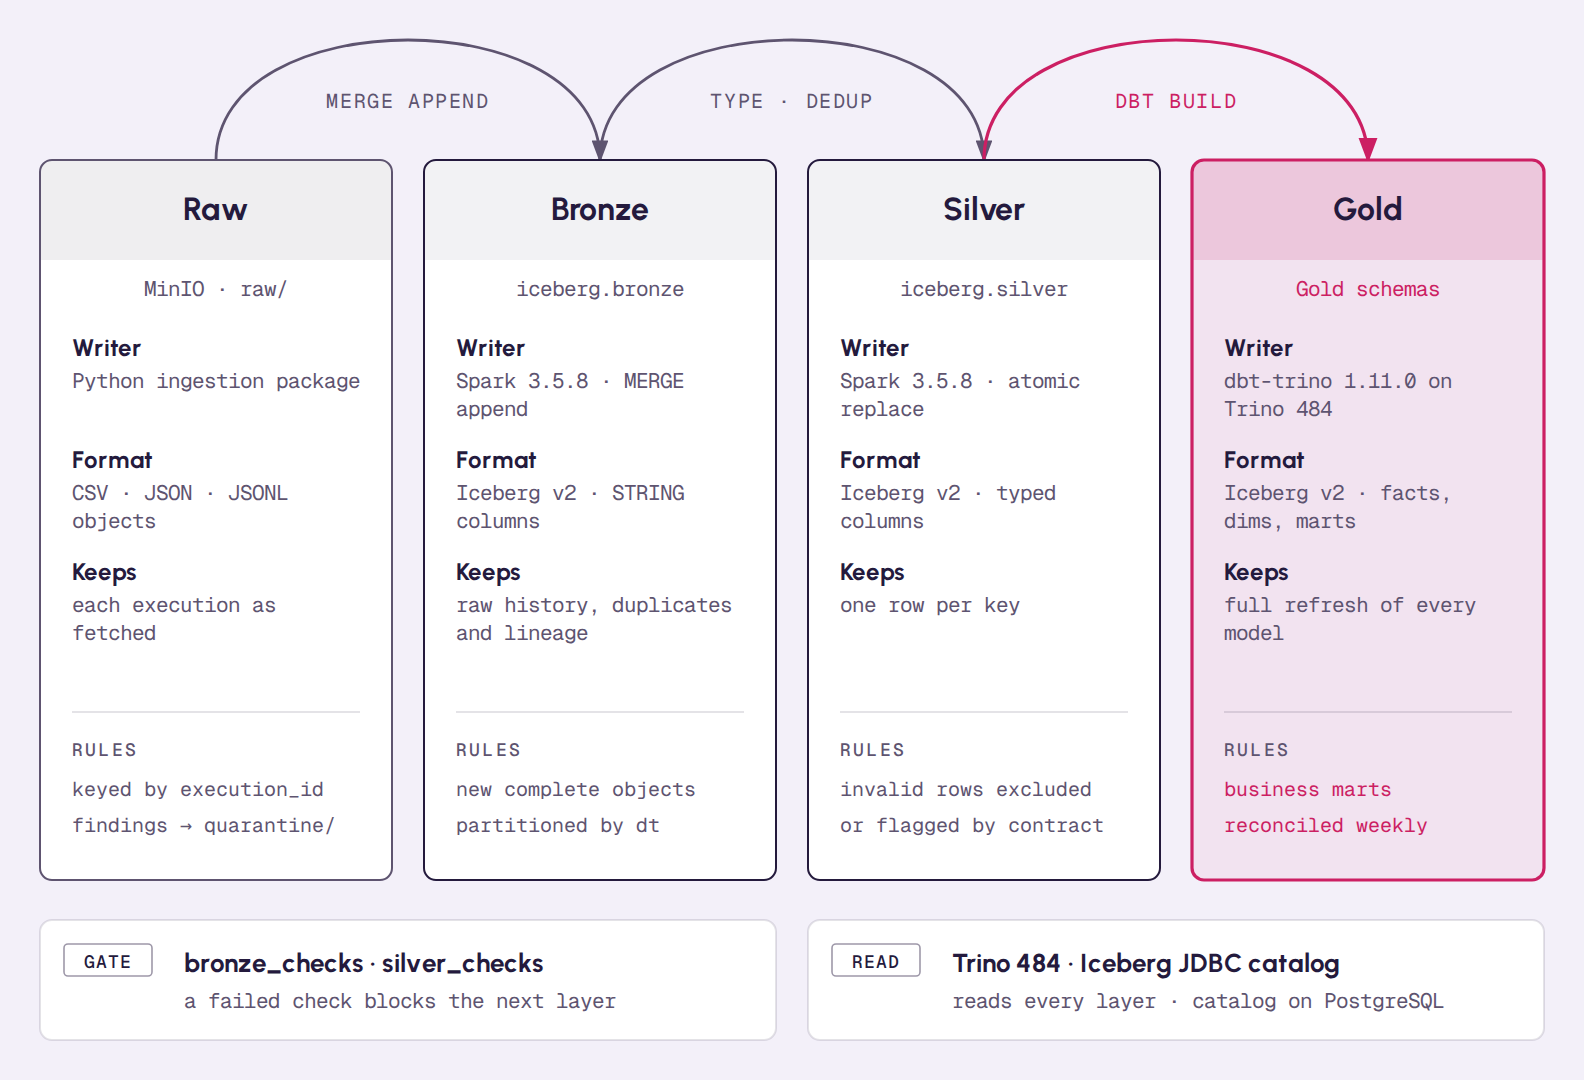 MERGE APPEND
TYPE · DEDUP
DBT BUILD
Raw
MinIO · raw/
Writer
Python ingestion package
Format
CSV · JSON · JSONL
objects
Keeps
each execution as
fetched
RULES
keyed by execution_id
findings → quarantine/
Bronze
iceberg.bronze
Writer
Spark 3.5.8 · MERGE
append
Format
Iceberg v2 · STRING
columns
Keeps
raw history, duplicates
and lineage
RULES
new complete objects
partitioned by dt
Silver
iceberg.silver
Writer
Spark 3.5.8 · atomic
replace
Format
Iceberg v2 · typed
columns
Keeps
one row per key
RULES
invalid rows excluded
or flagged by contract
Gold
Gold schemas
Writer
dbt-trino 1.11.0 on
Trino 484
Format
Iceberg v2 · facts,
dims, marts
Keeps
full refresh of every
model
RULES
business marts
reconciled weekly
GATE
bronze_checks · silver_checks
a failed check blocks the next layer
READ
Trino 484 · Iceberg JDBC catalog
reads every layer · catalog on PostgreSQL